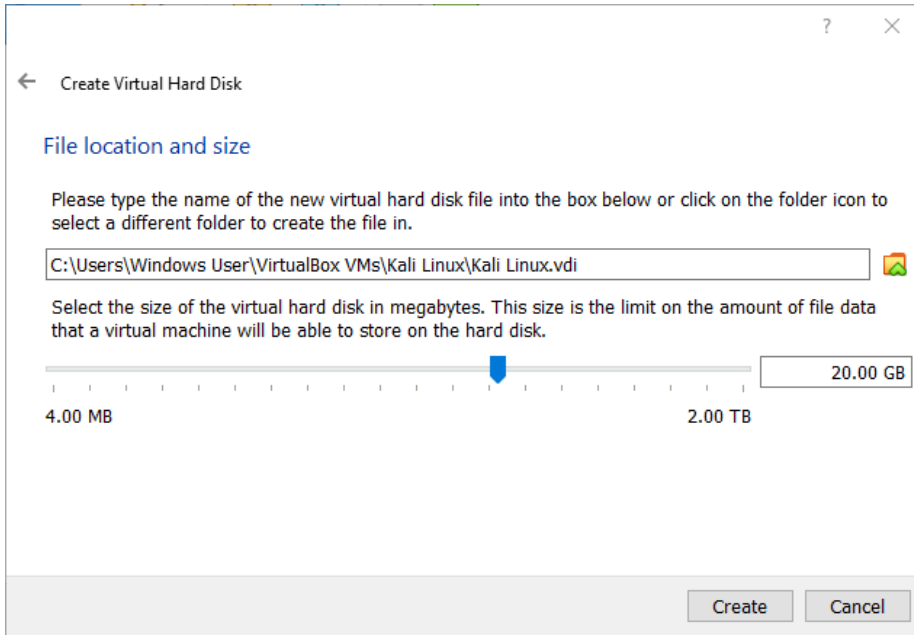 ?
Create Virtual Hard Disk
File location and size
Please type the name of the new virtual hard disk file into the box below or click on the folder icon to
select a different folder to create the file in.
C:\Users\Windows User\VirtualBox VMs\Kali Linux\Kali Linux.vdi
Select the size of the virtual hard disk in megabytes. This size is the limit on the amount of file data
that a virtual machine will be able to store on the hard disk.
20.00 GB
4.00 MB 2.00 TB
Create Cancel